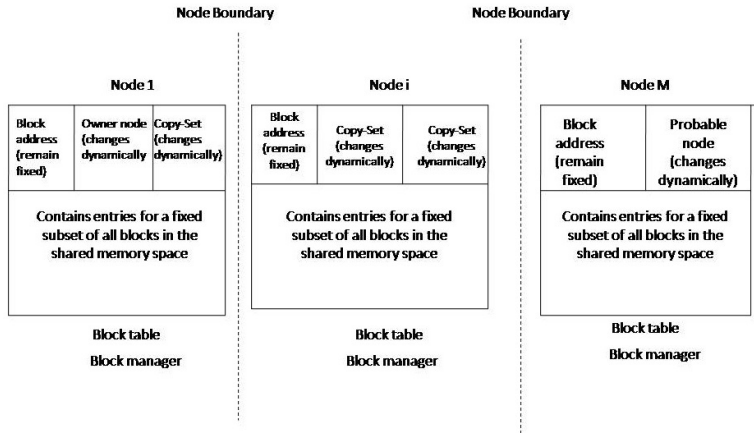 Node Boundary
Node Boundary
Node 1
Node i
Node M
Block
address
(remain
fixed)
Owner node
(changes
dynamically
Copy-Set
(changes
dynamically)
Block
address
(remain
fixed)
Copy-Set
(changes
dynamically)
Copy-Set
(changes
dynamically)
Block
address
(remain
fixed)
Probable
node
(changes
dynamically)
Contains entries for a fixed
subset of all blocks in the
shared memory space
Contains entries for a fixed
subset of all blocks in the
shared memory space
Contains entries for a fixed
subset of all blocks in the
shared memory space
Block table
Block manager
Block table
Block manager
Block table
Block manager